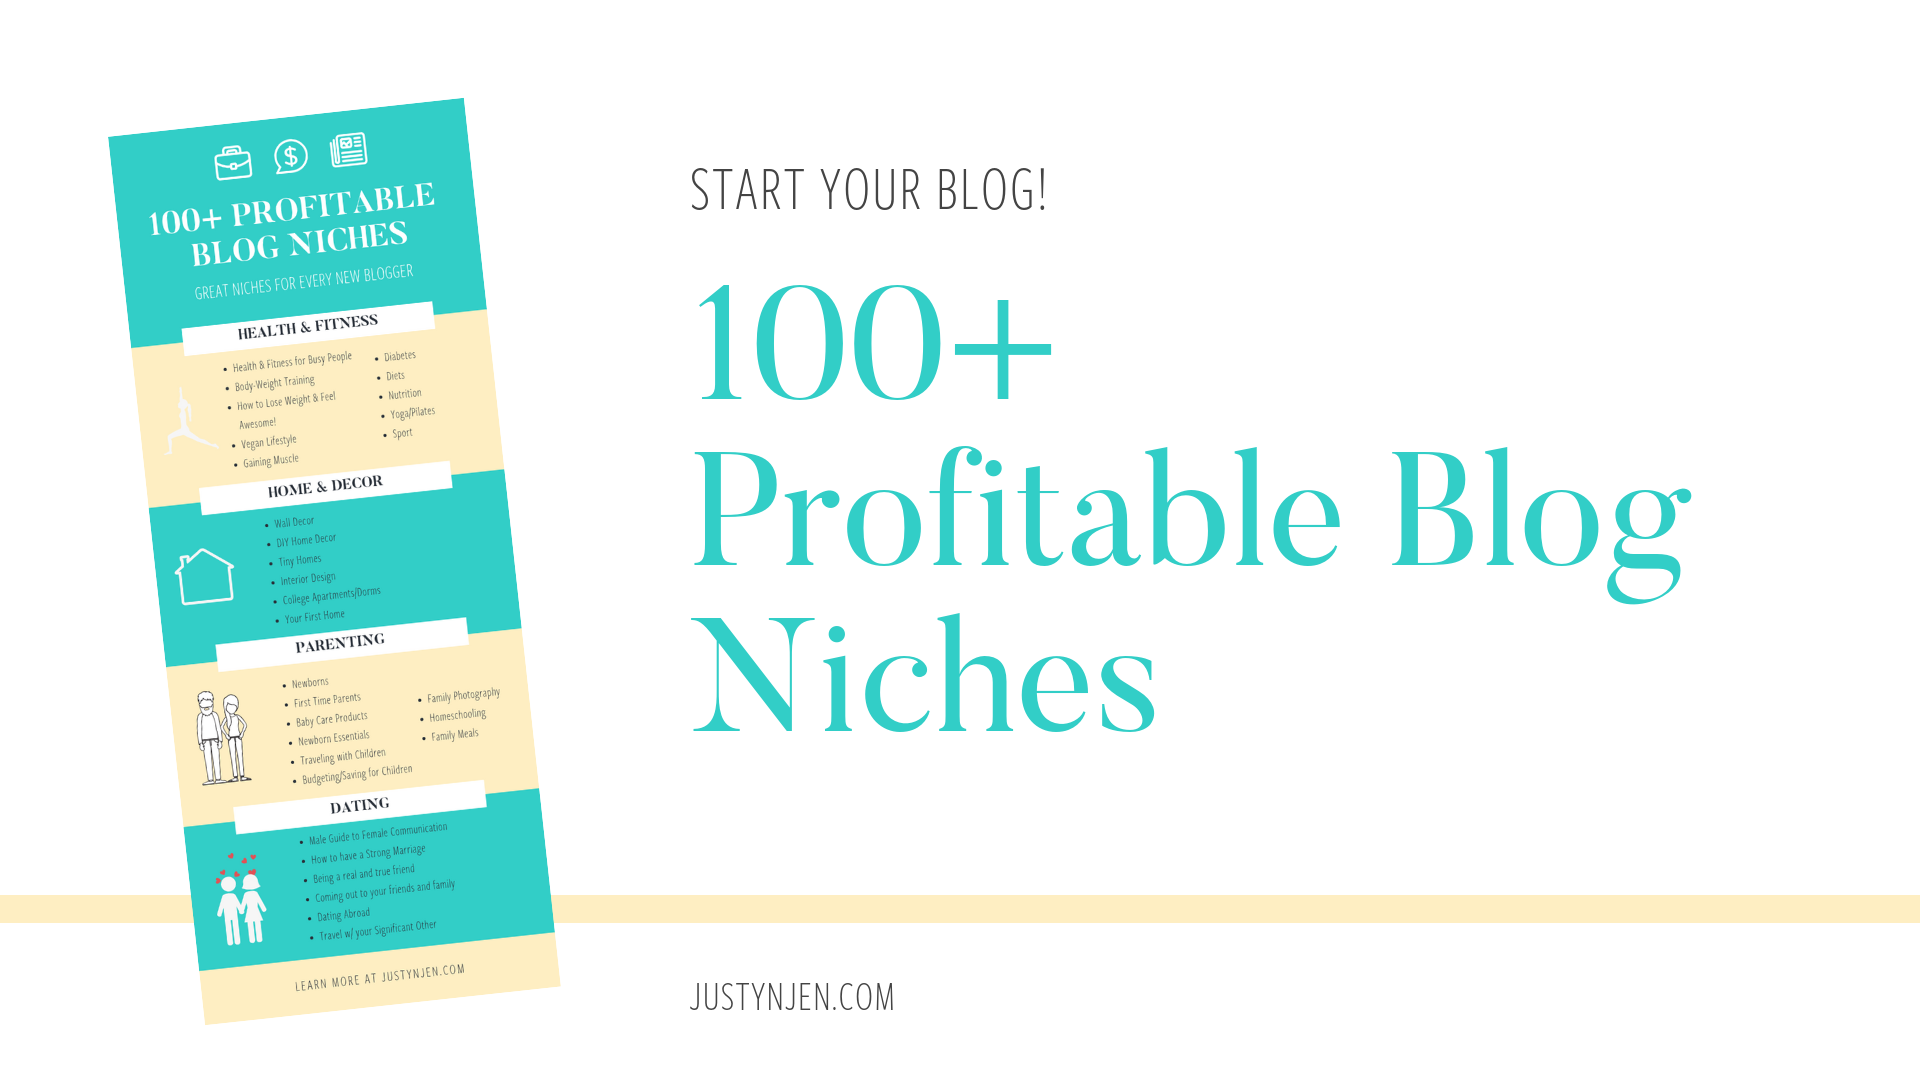 100+ PROFITABLE
BLOG NICHES
GREAT NICHES FOR EVERY NEW BLOGGER
HEALTH & FITNESS
Health & Fitness for Busy People
Body-Weight Training
How to Lose Weight & Feel
Awesome!
Vegan Lifestyle
Gaining Muscle
Diabetes
Diets
Nutrition
Yoga/Pilates
Sport
HOME & DECOR
Wall Decor
DIY Home Decor
Tiny Homes
Interior Design
College Apartments/Dorms
Your First Home
PARENTING
Newborns
First Time Parents
Baby Care Products
Newborn Essentials
Traveling with Children
Budgeting/Saving for Children
Family Photography
Homeschooling
Family Meals
DATING
Male Guide to Female Communication
How to have a Strong Marriage
Being a real and true friend
Coming out to your friends and family
Dating Abroad
Travel w/ your Significant Other
LEARN MORE AT JUSTYNJEN.COM
START YOUR BLOG!
100+
Profitable Blog
Niches
JUSTYNJEN.COM